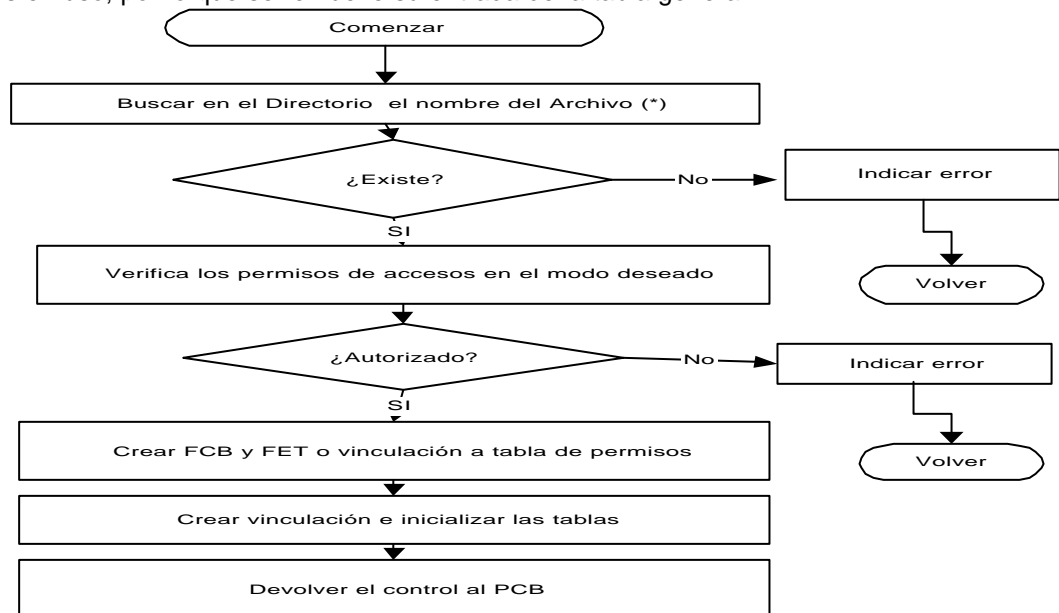 Comenzar
Buscar en el Directorio el nombre del Archivo (*)
¿Existe?
No
Indicar error
SI
Volver
Verifica los permisos de accesos en el modo deseado
¿Autorizado?
No
Indicar error
SI
Volver
Crear FCB y FET o vinculación a tabla de permisos
Crear vinculación e inicializar las tablas
Devolver el control al PCB